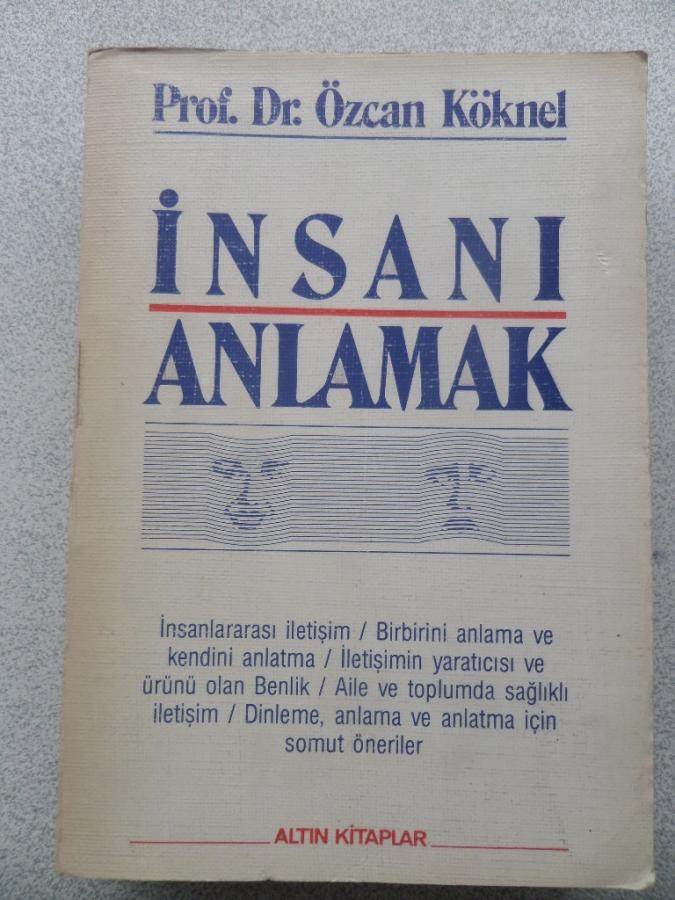 Prof. Dr. Özcan Köknel
İNSANI
ANLAMAK
İnsanlararası iletişim / Birbirini anlama ve
kendini anlatma / İletişimin yaratıcısı ve
ürünü olan Benlik / Aile ve toplumda sağlıklı
iletişim / Dinleme, anlama ve anlatma için
somut öneriler
ALTIN KİTAPLAR